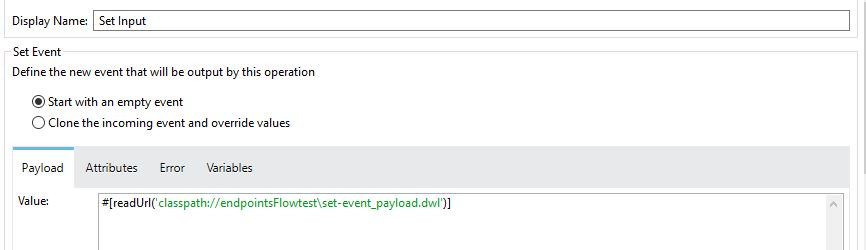 Display Name: Set Input
Set Event
Define the new event that will be output by this operation
Start with an empty event
Clone the incoming event and override values
Payload Attributes Error Variables
Value: #[readUrl('classpath://endpointsFlowtest\set-event_payload.dwl')]